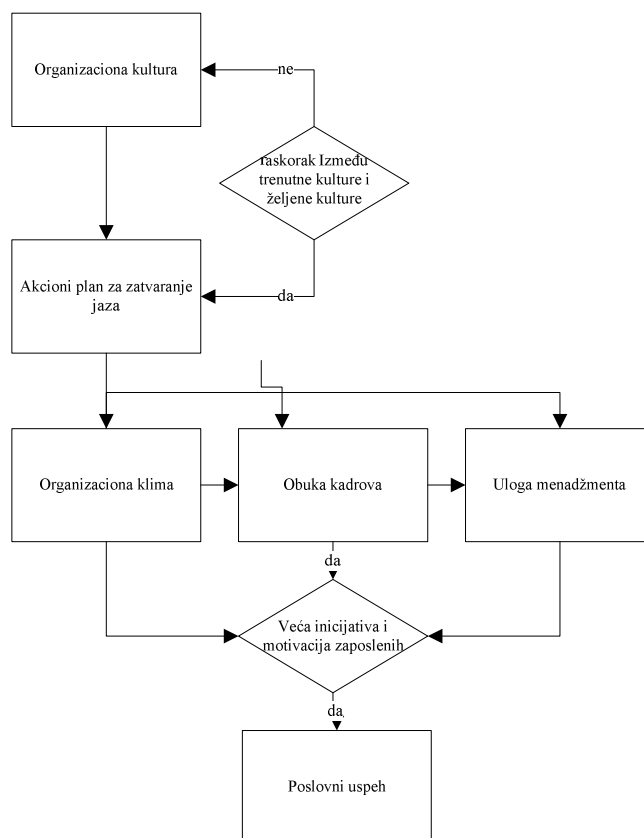 Organizaciona kultura
ne
raskorak Između
trenutne kulture i
željene kulture
Akcioni plan za zatvaranje
jaza
da
Organizaciona klima
Obuka kadrova
Uloga menadžmenta
da
Veća inicijativa i
motivacija zaposlenih
da
Poslovni uspeh